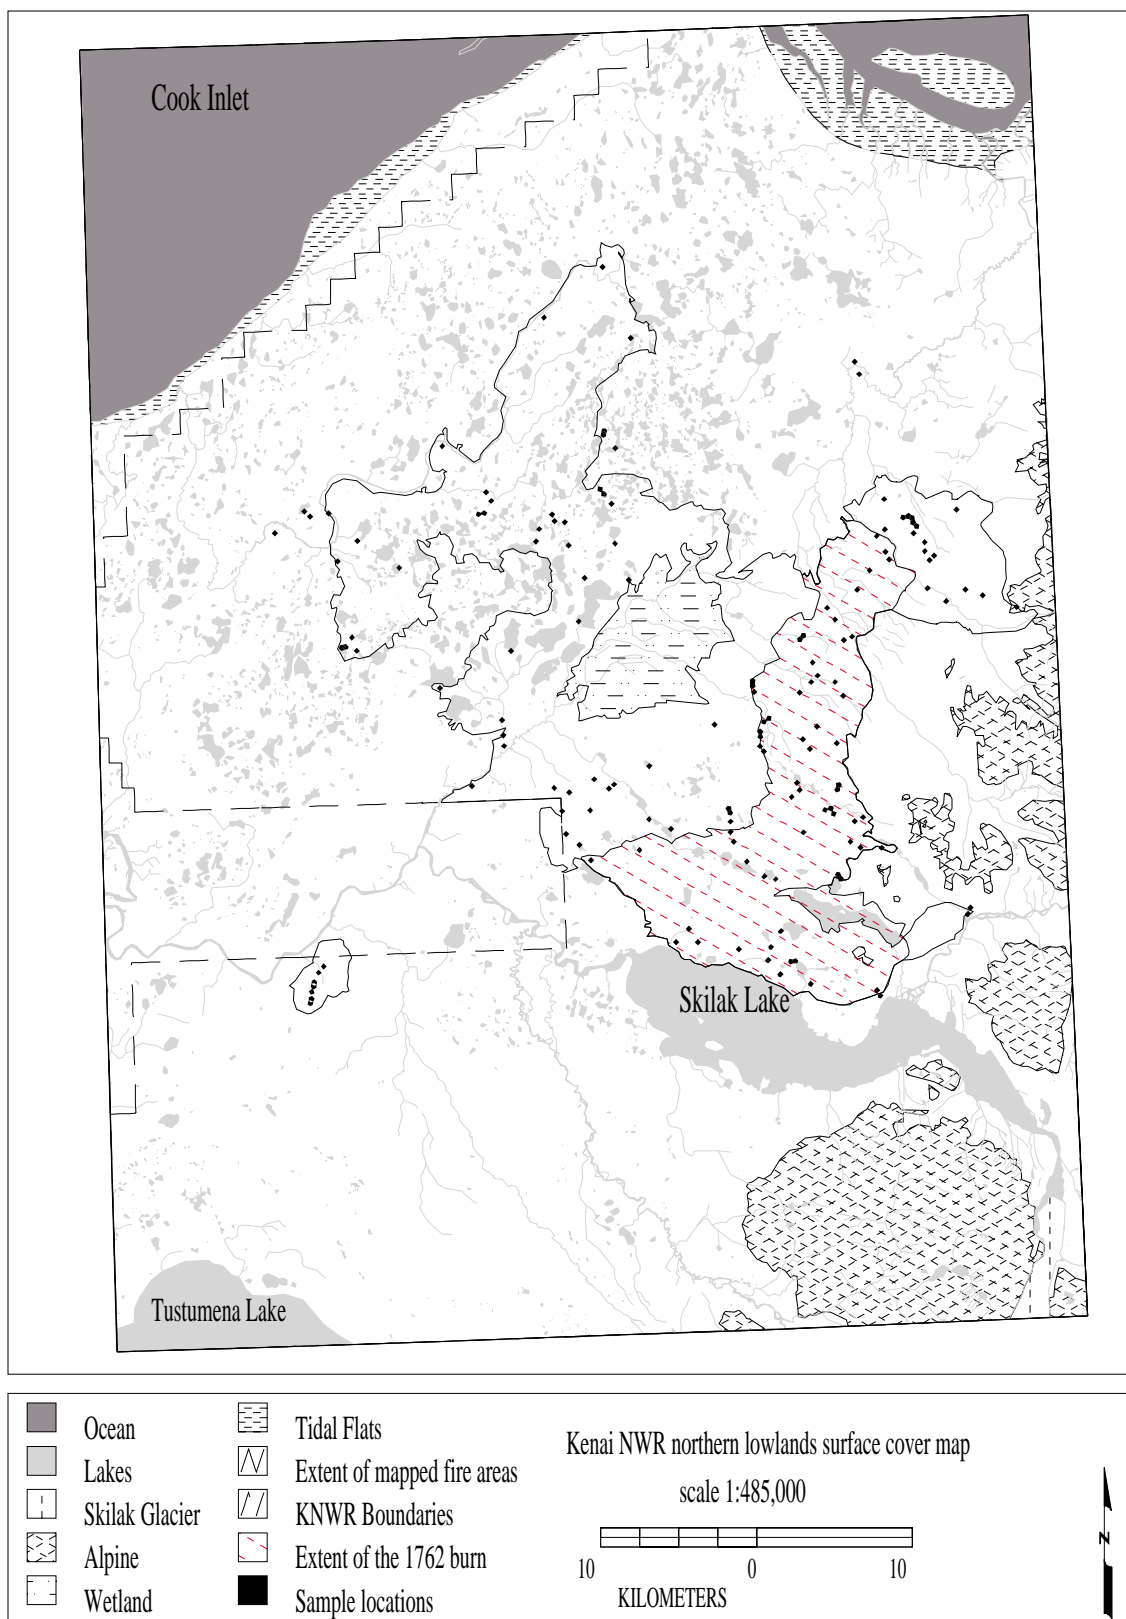 Cook Inlet
Skilak Lake
Tustumena Lake
Ocean
Lakes
Skilak Glacier
Alpine
Wetland
Tidal Flats
Extent of mapped fire areas
KNWR Boundaries
Extent of the 1762 burn
Sample locations
Kenai NWR northern lowlands surface cover map
scale 1:485,000
10 0 10
KILOMETERS
N